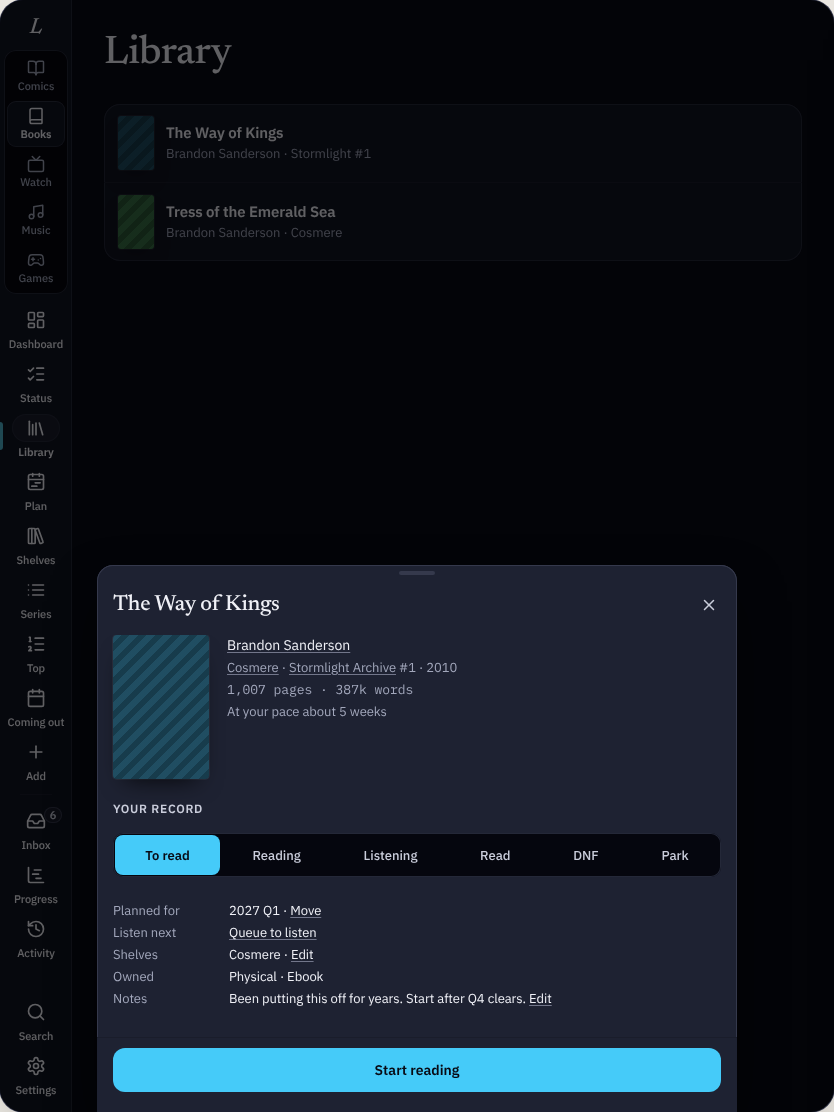 L
Comics
Books
Watch
Music
Games
Dashboard
Status
Library
Plan
Shelves
Series
Top
Coming out
Add
Inbox 6
Progress
Activity
Search
Settings
Library
The Way of Kings
Brandon Sanderson · Stormlight #1
Tress of the Emerald Sea
Brandon Sanderson · Cosmere
The Way of Kings
Brandon Sanderson
Cosmere · Stormlight Archive #1 · 2010
1,007 pages · 387k words
At your pace about 5 weeks
YOUR RECORD
To read Reading Listening Read DNF Park
Planned for 2027 Q1 · Move
Listen next Queue to listen
Shelves Cosmere · Edit
Owned Physical · Ebook
Notes Been putting this off for years. Start after Q4 clears. Edit
Start reading